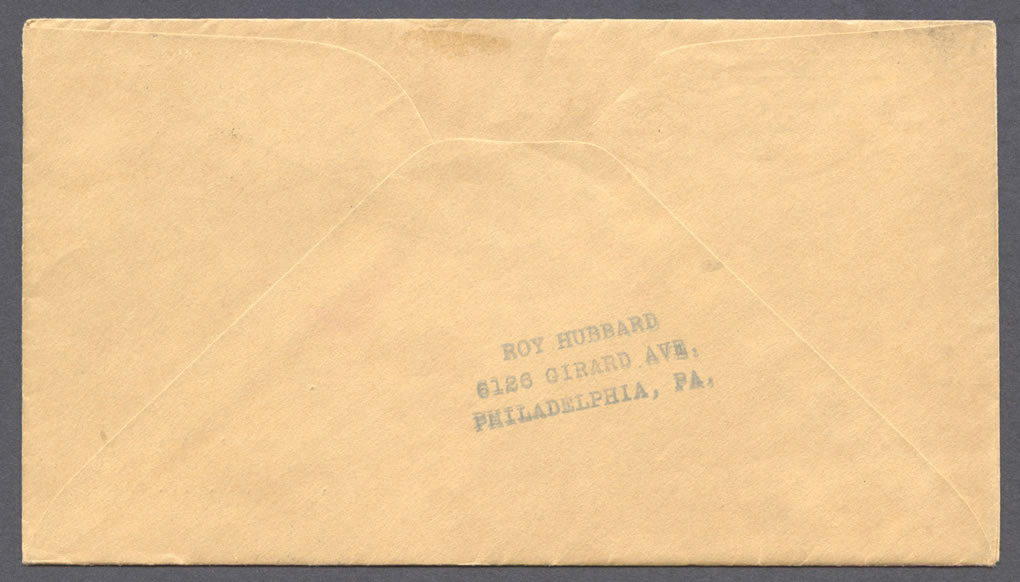 ROY HUBBARD
6126 GIRARD AVE.
PHILADELPHIA, PA.